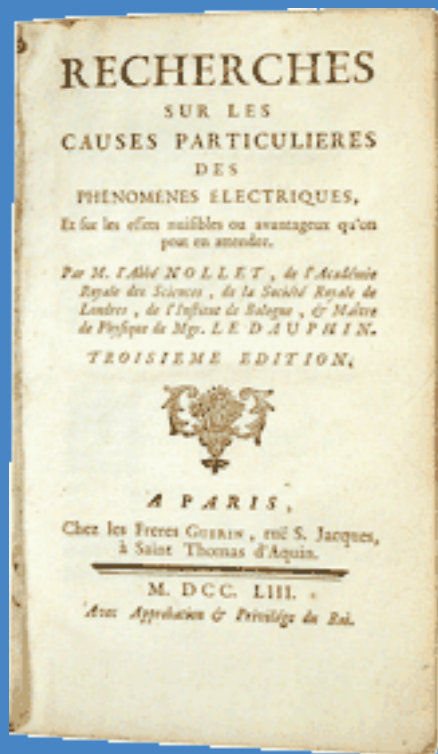 RECHERCHES
SUR LES
CAUSES PARTICULIERES
DES
PHENOMENES ELECTRIQUES,
Et sur les effets nuisibles ou avantageux qu'on
peut en attendre.
Par M. l'Abbé NOLLET, de l'Académie
Royale des Sciences, de la Société Royale de
Londres, de l'Institut de Bologne, & Maître
de Physique de Mgr. LE DAUPHIN.
TROISIEME EDITION.
A PARIS,
Chez les Freres GUERIN, ruë S. Jacques,
à Saint Thomas d'Aquin.
M. DCC. LIII.
Avec Approbation & Privilége du Roi.